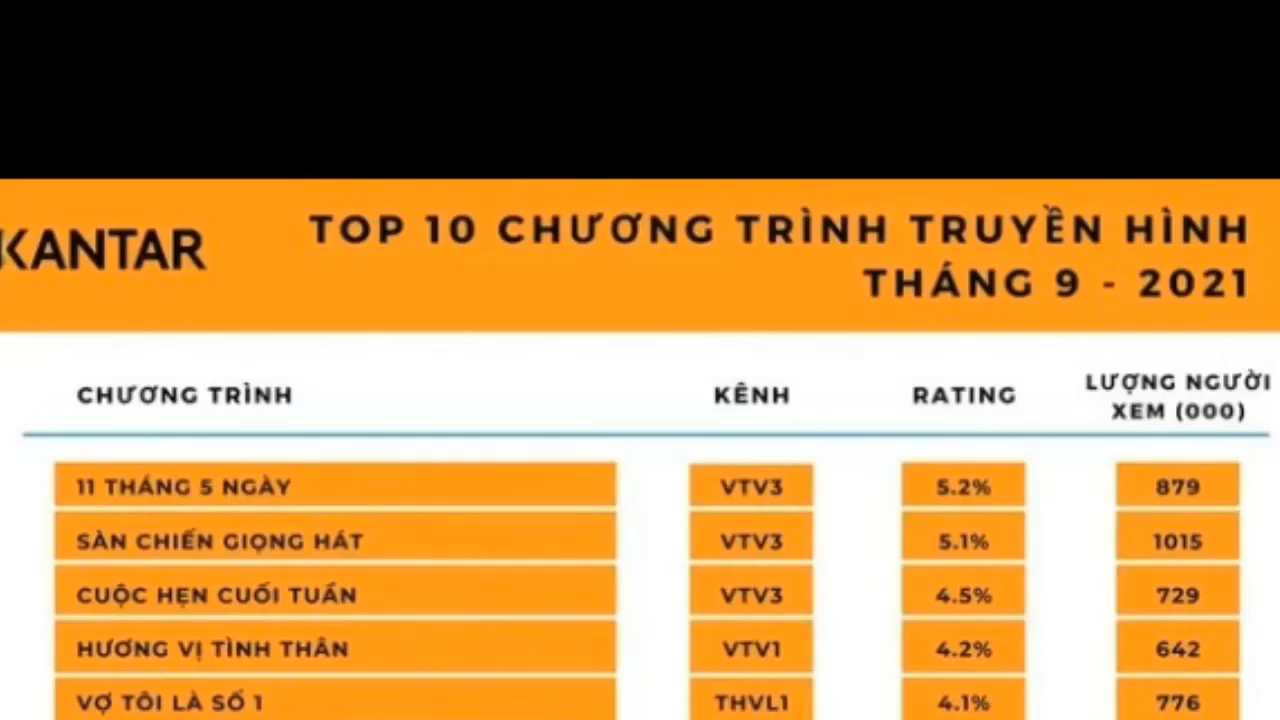 KANTAR
TOP 10 CHƯƠNG TRÌNH TRUYỀN HÌNH
THÁNG 9 - 2021
CHƯƠNG TRÌNH KÊNH RATING LƯỢNG NGƯỜI
XEM (000)
11 THÁNG 5 NGÀY VTV3 5.2% 879
SÀN CHIẾN GIỌNG HÁT VTV3 5.1% 1015
CUỘC HẸN CUỐI TUẦN VTV3 4.5% 729
HƯƠNG VỊ TÌNH THÂN VTV1 4.2% 642
VỢ TÔI LÀ SỐ 1 THVL1 4.1% 776